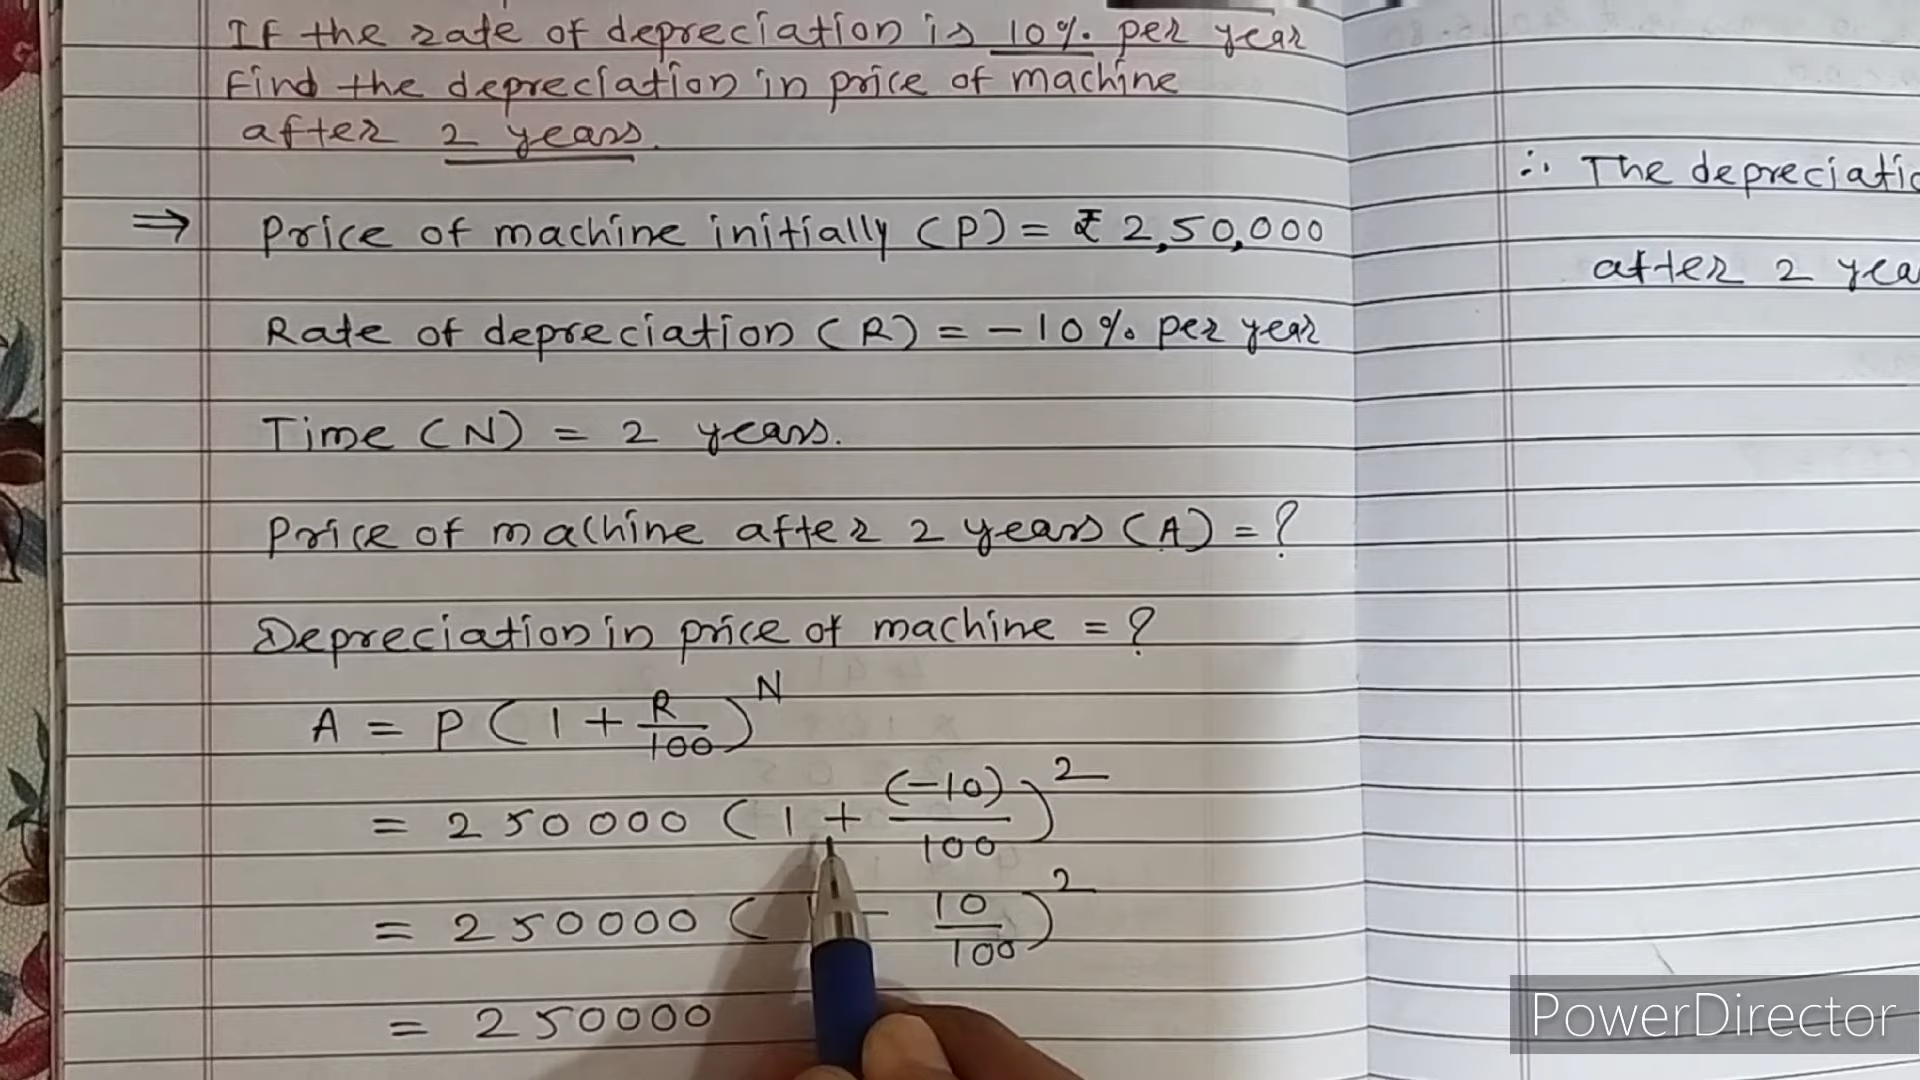 If the rate of depreciation is 10% per year
Find the depreciation in price of machine
after 2 years.
⇒ Price of machine initially (P) = ₹ 2,50,000
Rate of depreciation (R) = -10% per year
Time (N) = 2 years.
Price of machine after 2 years (A) = ?
Depreciation in price of machine = ?
A = P (1 + R/100)^N
= 250000 (1 + (-10)/100)^2
= 250000 (1 - 10/100)^2
= 250000
∴ The depreciatio
after 2 yea
PowerDirector